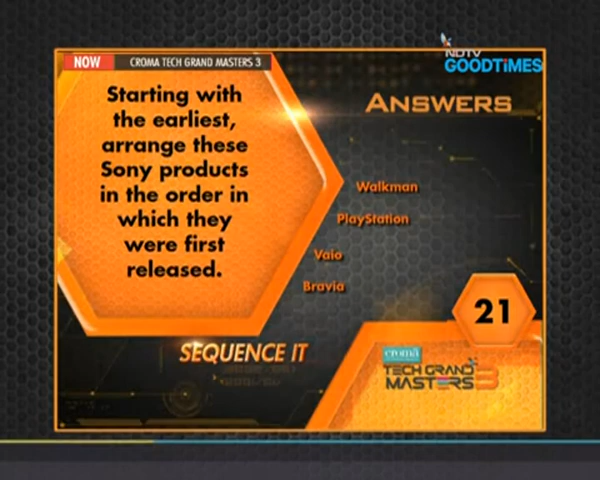 NDTV
GOODTiMES
NOW
CROMA TECH GRAND MASTERS 3
Starting with
the earliest,
arrange these
Sony products
in the order in
which they
were first
released.
ANSWERS
Walkman
PlayStation
Vaio
Bravia
21
SEQUENCE IT
croma
TECH GRAND
MASTERS 3